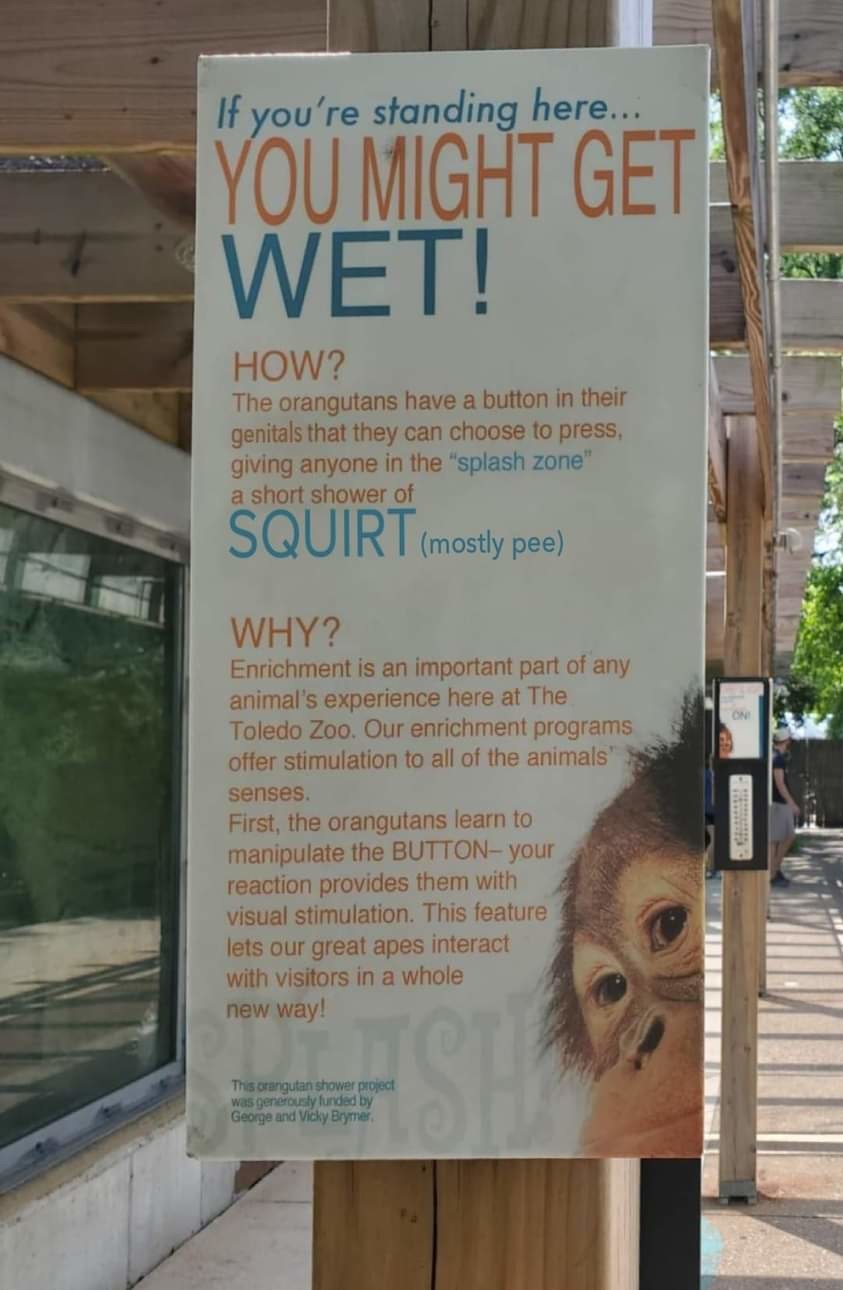 If you're standing here...
YOU MIGHT GET
WET!
HOW?
The orangutans have a button in their
genitals that they can choose to press,
giving anyone in the “splash zone”
a short shower of
SQUIRT (mostly pee)
WHY?
Enrichment is an important part of any
animal's experience here at The
Toledo Zoo. Our enrichment programs
offer stimulation to all of the animals'
senses.
First, the orangutans learn to
manipulate the BUTTON– your
reaction provides them with
visual stimulation. This feature
lets our great apes interact
with visitors in a whole
new way!
SPLASH
This orangutan shower project
was generously funded by
George and Vicky Brymer.
ON!